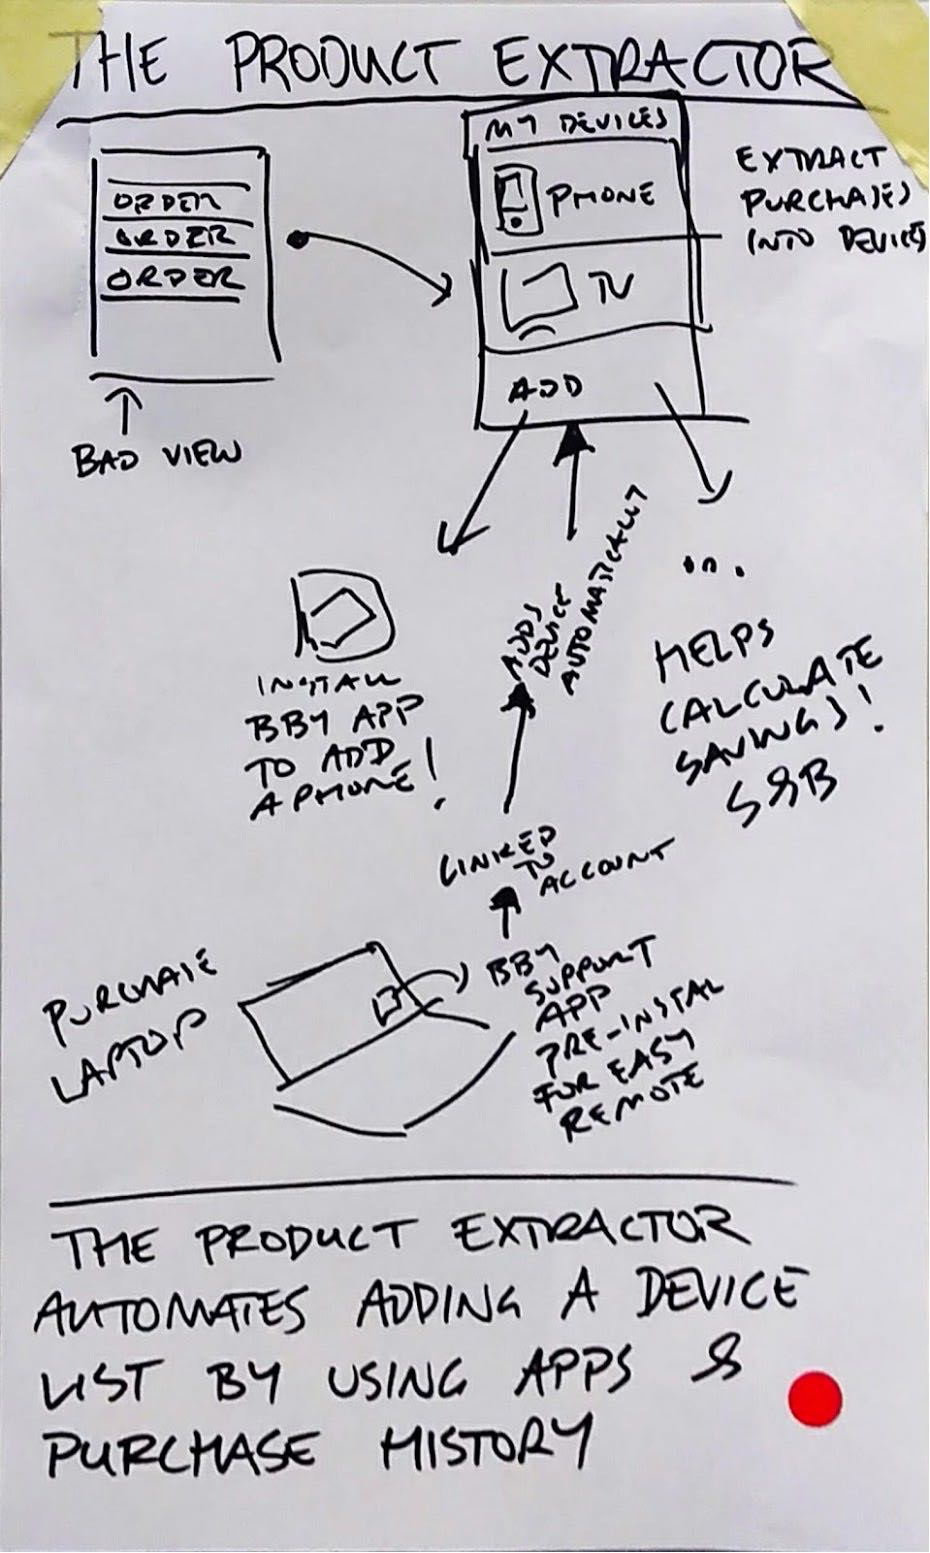 THE PRODUCT EXTRACTOR
ORDER
ORDER
ORDER
BAD VIEW
MY DEVICES
PHONE
TV
ADD
EXTRACT
PURCHASES
INTO DEVICES
INSTALL
BBY APP
TO ADD
A PHONE!
ADDS
DEVICE
AUTOMATICALLY
...
HELPS
CALCULATE
SAVINGS!
LINKED
TO
ACCOUNT
PURCHASE
LAPTOP
BBY
SUPPORT
APP
PRE-INSTAL
FOR EASY
REMOTE
THE PRODUCT EXTRACTOR
AUTOMATES ADDING A DEVICE
LIST BY USING APPS &
PURCHASE HISTORY